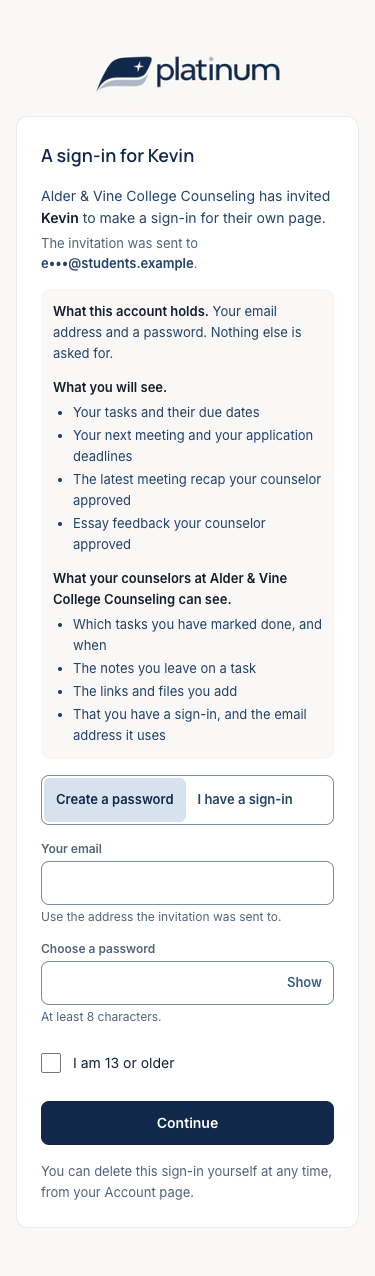 platinum
A sign-in for Kevin
Alder & Vine College Counseling has invited
Kevin to make a sign-in for their own page.
The invitation was sent to
e•••@students.example.
What this account holds. Your email
address and a password. Nothing else is
asked for.
What you will see.
• Your tasks and their due dates
• Your next meeting and your application
deadlines
• The latest meeting recap your counselor
approved
• Essay feedback your counselor
approved
What your counselors at Alder & Vine
College Counseling can see.
• Which tasks you have marked done, and
when
• The notes you leave on a task
• The links and files you add
• That you have a sign-in, and the email
address it uses
Create a password I have a sign-in
Your email
Use the address the invitation was sent to.
Choose a password
Show
At least 8 characters.
I am 13 or older
Continue
You can delete this sign-in yourself at any time,
from your Account page.